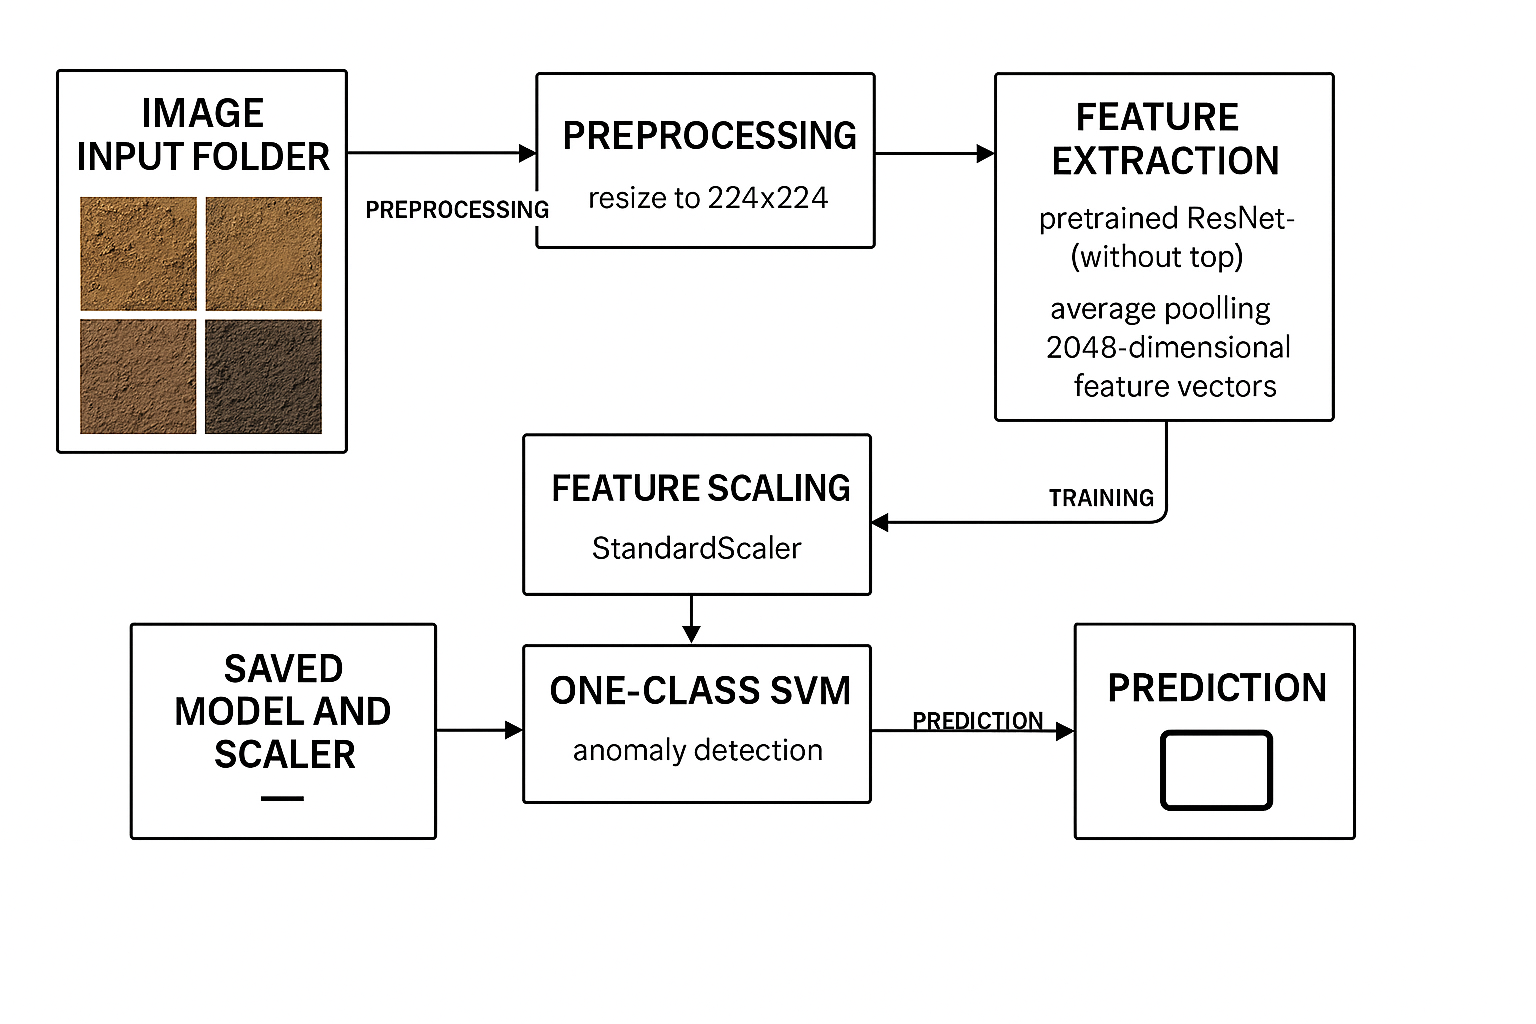 IMAGE
INPUT FOLDER
PREPROCESSING
PREPROCESSING
resize to 224x224
FEATURE
EXTRACTION
pretrained ResNet-
(without top)
average poolling
2048-dimensional
feature vectors
TRAINING
FEATURE SCALING
StandardScaler
SAVED
MODEL AND
SCALER
ONE-CLASS SVM
anomaly detection
PREDICTION
PREDICTION